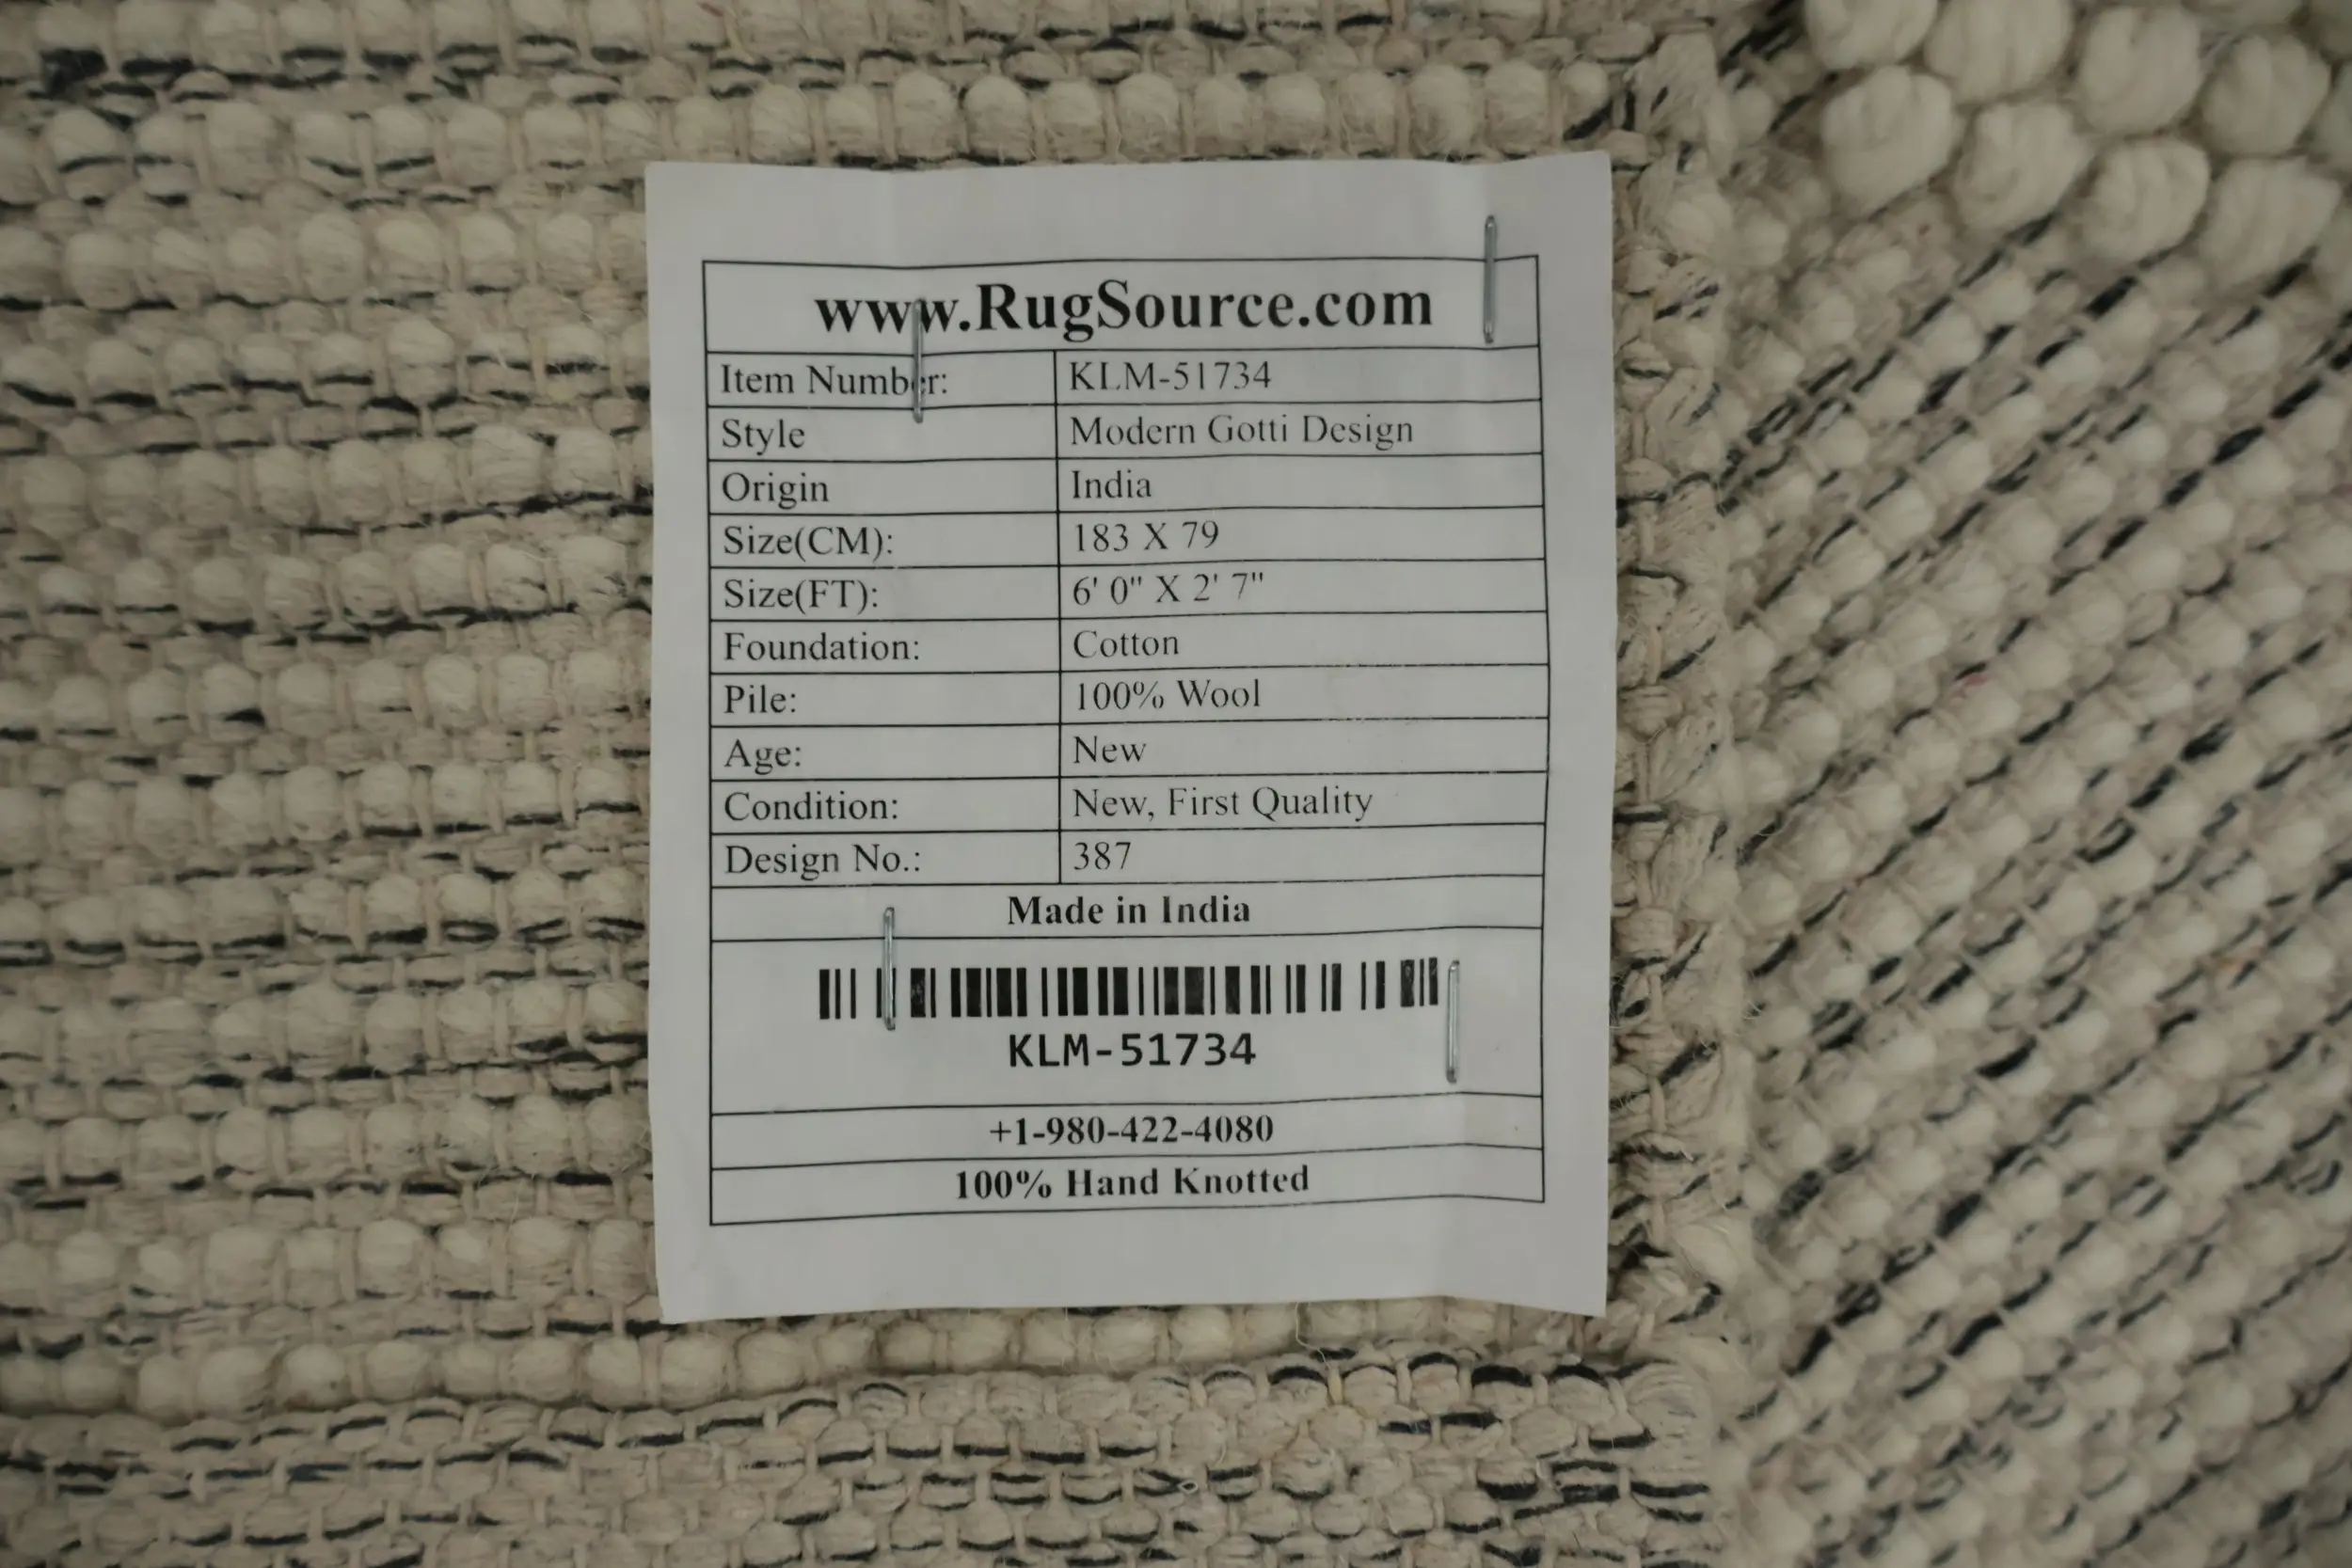 www.RugSource.com
Item Number: KLM-51734
Style Modern Gotti Design
Origin India
Size(CM): 183 X 79
Size(FT): 6' 0" X 2' 7"
Foundation: Cotton
Pile: 100% Wool
Age: New
Condition: New, First Quality
Design No.: 387
Made in India
KLM-51734
+1-980-422-4080
100% Hand Knotted